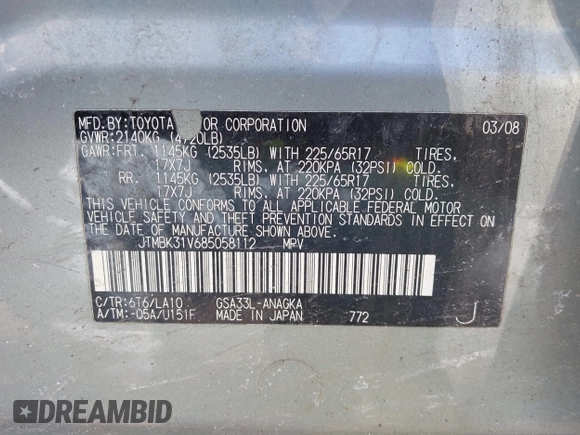 MFD.BY:TOYOTA OR CORPORATION 03/08
GVWR:2140KG (4720LB)
GAWR:FRT. 1145KG (2535LB) WITH 225/65R17 TIRES,
17X7J RIMS, AT 220KPA (32PSI) COLD.
RR. 1145KG (2535LB) WITH 225/65R17 TIRES,
17X7J RIMS, AT 220KPA (32PSI) COLD.
THIS VEHICLE CONFORMS TO ALL APPLICABLE FEDERAL MOTOR
VEHICLE SAFETY AND THEFT PREVENTION STANDARDS IN EFFECT ON
THE DATE OF MANUFACTURE SHOWN ABOVE.
JTMBK31V685058112 MPV
C/TR:6T6/LA10 GSA33L-ANAGKA
A/TM:-05A/U151F MADE IN JAPAN 772 J
DREAMBID